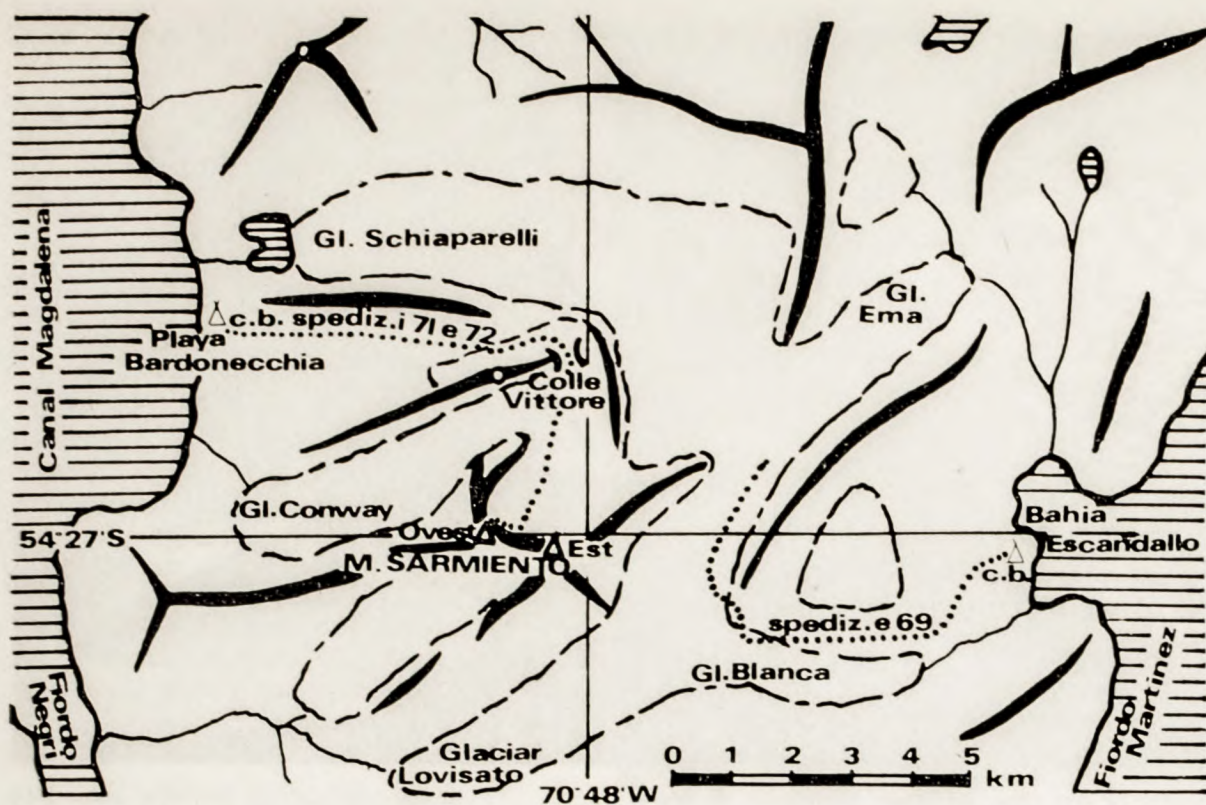 Canal Magdalena
Gl. Schiaparelli
Gl.
Ema
c.b. spediz.i 71 e 72
Playa
Bardonecchia
Colle
Vittore
Gl. Conway
Ovest
54°27'S
Est
M. SARMIENTO
Bahia
Escandallo
c.b.
spediz.e 69
Gl. Blanca
Fiordo
Negri
Fiordo
Martinez
Glaciar
Lovisato
0 1 2 3 4 5
km
70°48'W